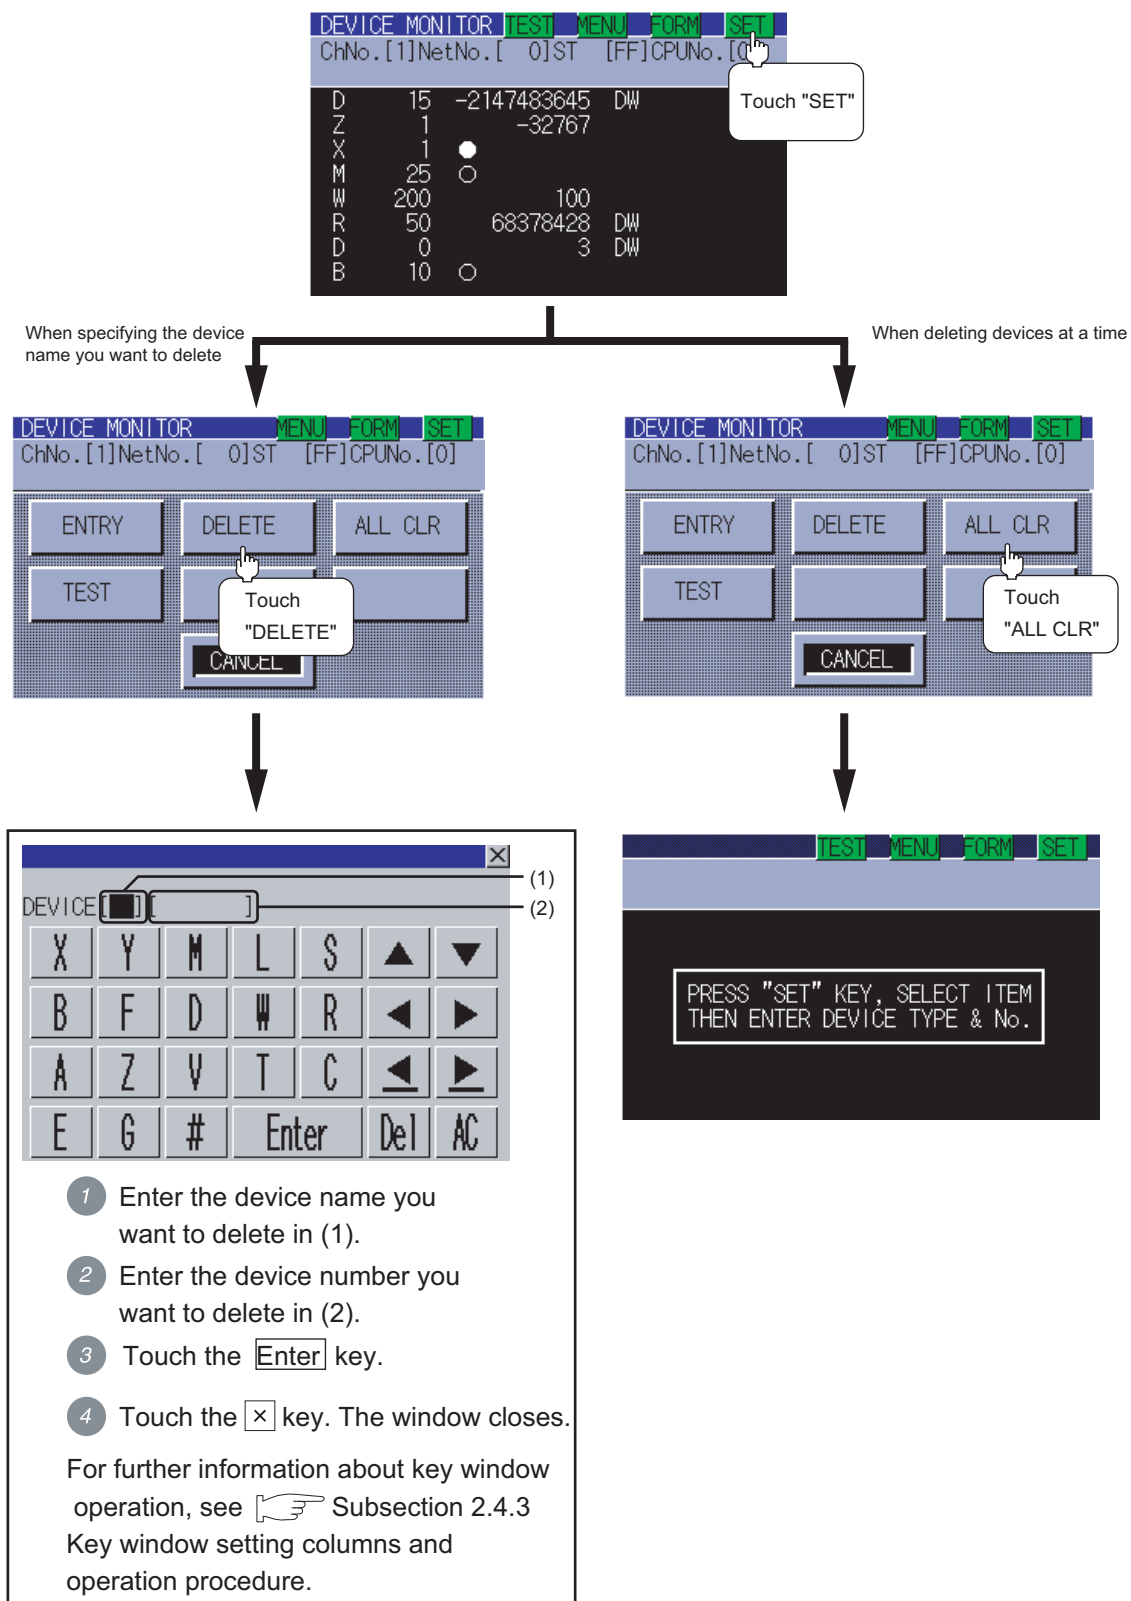 DEVICE MONITOR TEST MENU FORM SET
ChNo.[1]NetNo.[ 0]ST [FF]CPUNo.[0]
Touch "SET"
D 15 -2147483645 DW
Z 1 -32767
X 1
M 25
W 200 100
R 50 68378428 DW
D 0 3 DW
B 10
When specifying the device
name you want to delete
When deleting devices at a time
DEVICE MONITOR MENU FORM SET
ChNo.[1]NetNo.[ 0]ST [FF]CPUNo.[0]
ENTRY DELETE ALL CLR
TEST
Touch
"DELETE"
CANCEL
DEVICE MONITOR MENU FORM SET
ChNo.[1]NetNo.[ 0]ST [FF]CPUNo.[0]
ENTRY DELETE ALL CLR
TEST
Touch
"ALL CLR"
CANCEL
(1)
DEVICE[ ][ ]
(2)
X Y M L S ▲ ▼
B F D W R ◀ ▶
A Z V T C ◀ ▶
E G # Enter Del AC
1 Enter the device name you
want to delete in (1).
2 Enter the device number you
want to delete in (2).
3 Touch the Enter key.
4 Touch the × key. The window closes.
For further information about key window
operation, see Subsection 2.4.3
Key window setting columns and
operation procedure.
TEST MENU FORM SET
PRESS "SET" KEY, SELECT ITEM
THEN ENTER DEVICE TYPE & No.